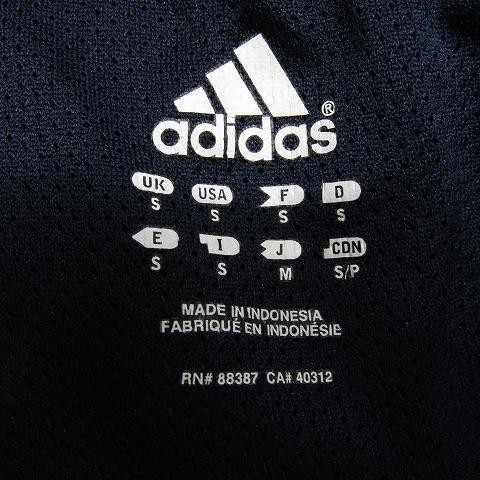 adidas®
UK USA F D
S S S S
E I J CDN
S S M S/P
MADE IN INDONESIA
FABRIQUÉ EN INDONÉSIE
RN# 88387 CA# 40312